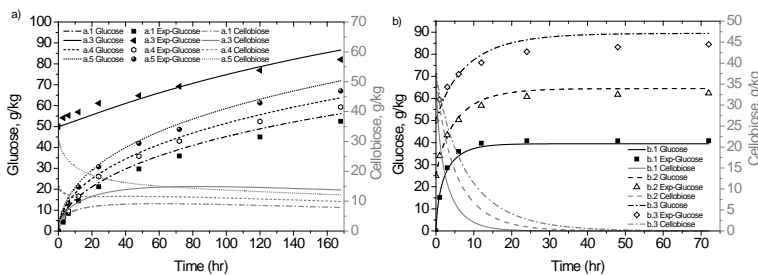 a)
Glucose, g/kg
100
90
80
70
60
50
40
30
20
10
0
a.1 Glucose
a.3 Glucose
a.4 Glucose
a.5 Glucose
a.1 Exp-Glucose
a.3 Exp-Glucose
a.4 Exp-Glucose
a.5 Exp-Glucose
a.1 Cellobiose
a.3 Cellobiose
a.4 Cellobiose
a.5 Cellobiose
70
60
50
40
30
20
10
0
Cellobiose, g/kg
0 20 40 60 80 100 120 140 160
Time (hr)
b)
Glucose, g/kg
90
80
70
60
50
40
30
20
10
0
b.1 Glucose
b.1 Exp-Glucose
b.1 Cellobiose
b.2 Glucose
b.2 Exp-Glucose
b.2 Cellobiose
b.3 Glucose
b.3 Exp-Glucose
b.3 Cellobiose
50
45
40
35
30
25
20
15
10
5
0
Cellobiose, g/kg
0 10 20 30 40 50 60 70
Time (hr)